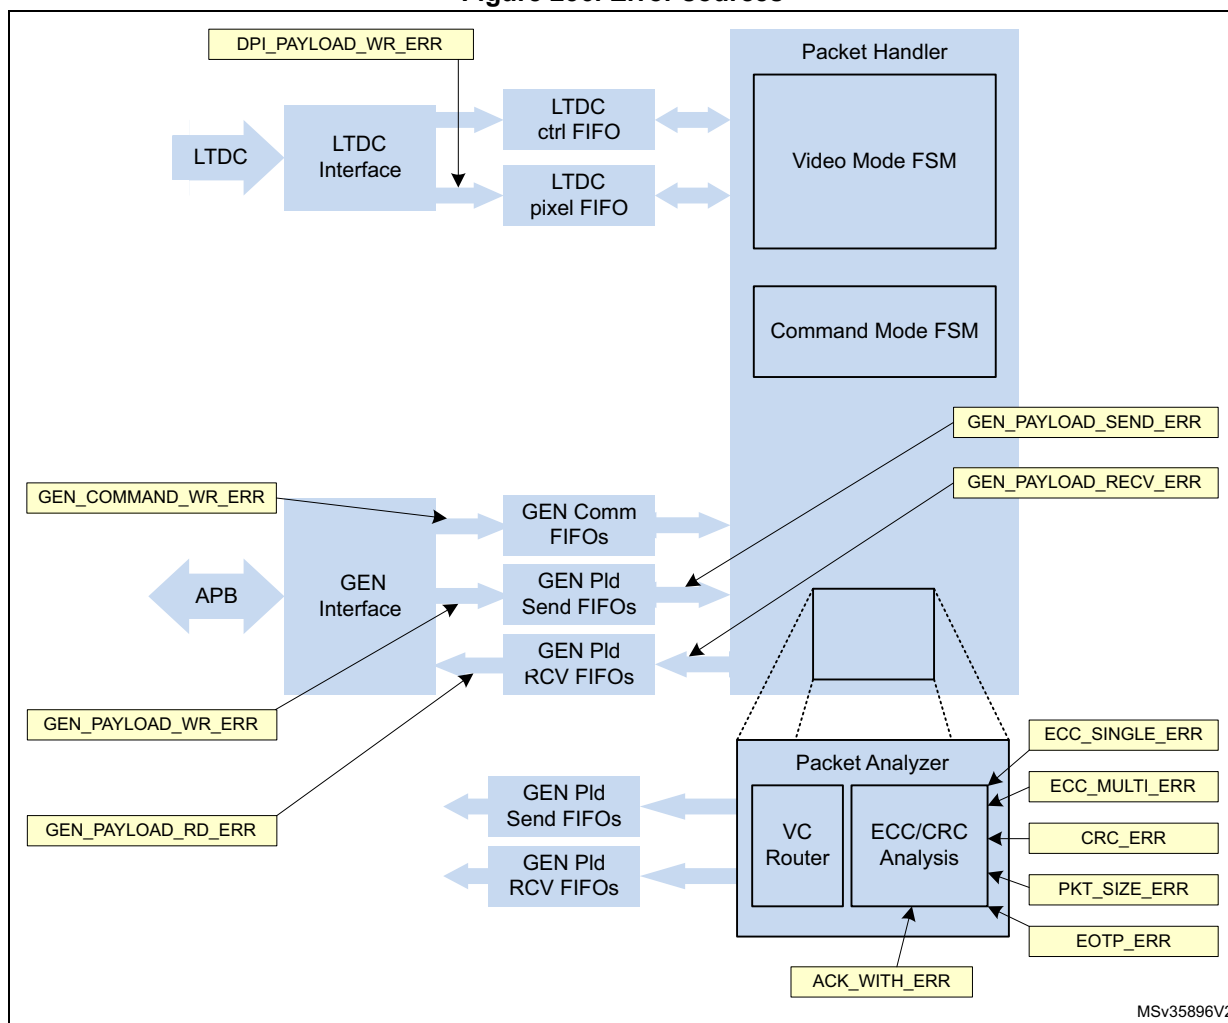 DPI_PAYLOAD_WR_ERR
Packet Handler
LTDC
LTDC
Interface
LTDC
ctrl FIFO
LTDC
pixel FIFO
Video Mode FSM
Command Mode FSM
GEN_PAYLOAD_SEND_ERR
GEN_PAYLOAD_RECV_ERR
GEN_COMMAND_WR_ERR
APB
GEN
Interface
GEN Comm
FIFOs
GEN Pld
Send FIFOs
GEN Pld
RCV FIFOs
GEN_PAYLOAD_WR_ERR
GEN_PAYLOAD_RD_ERR
GEN Pld
Send FIFOs
GEN Pld
RCV FIFOs
Packet Analyzer
VC
Router
ECC/CRC
Analysis
ECC_SINGLE_ERR
ECC_MULTI_ERR
CRC_ERR
PKT_SIZE_ERR
EOTP_ERR
ACK_WITH_ERR
MSv35896V2